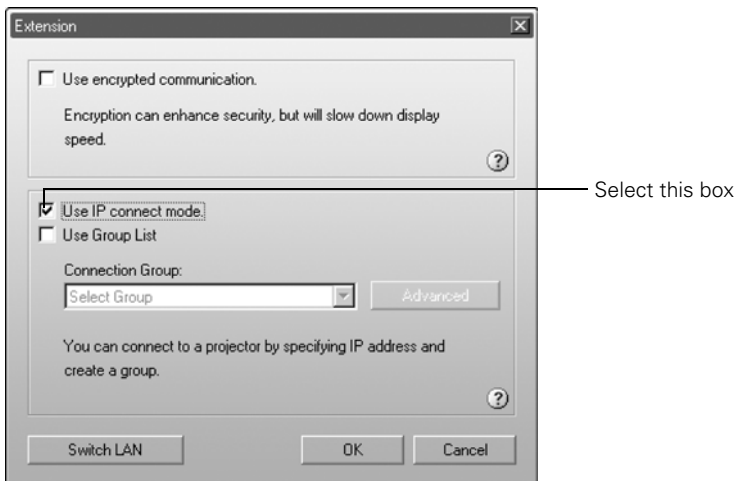 Extension
Use encrypted communication.
Encryption can enhance security, but will slow down display
speed.
?
Select this box
Use IP connect mode.
Use Group List
Connection Group:
Select Group
Advanced
You can connect to a projector by specifying IP address and
create a group.
?
Switch LAN
OK
Cancel